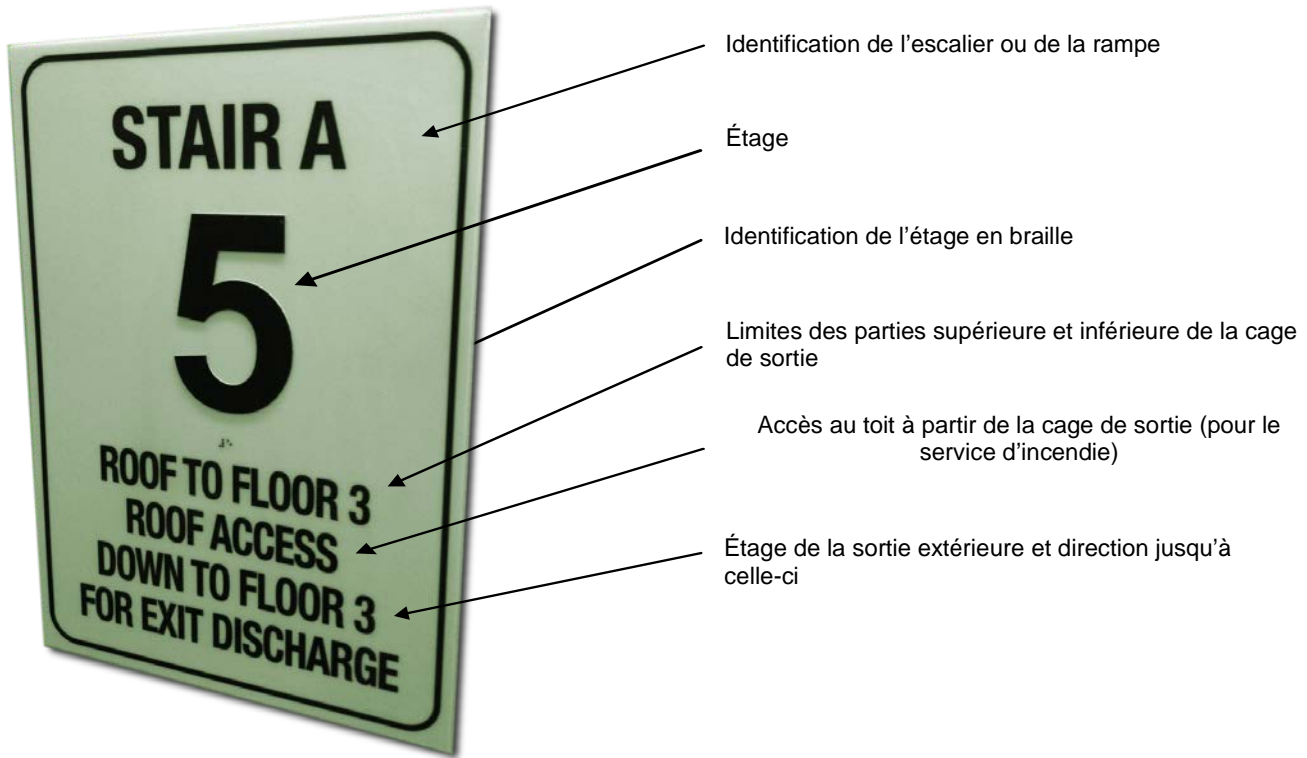 STAIR A
5
ROOF TO FLOOR 3
ROOF ACCESS
DOWN TO FLOOR 3
FOR EXIT DISCHARGE
Identification de l’escalier ou de la rampe
Étage
Identification de l’étage en braille
Limites des parties supérieure et inférieure de la cage
de sortie
Accès au toit à partir de la cage de sortie (pour le
service d’incendie)
Étage de la sortie extérieure et direction jusqu’à
celle-ci